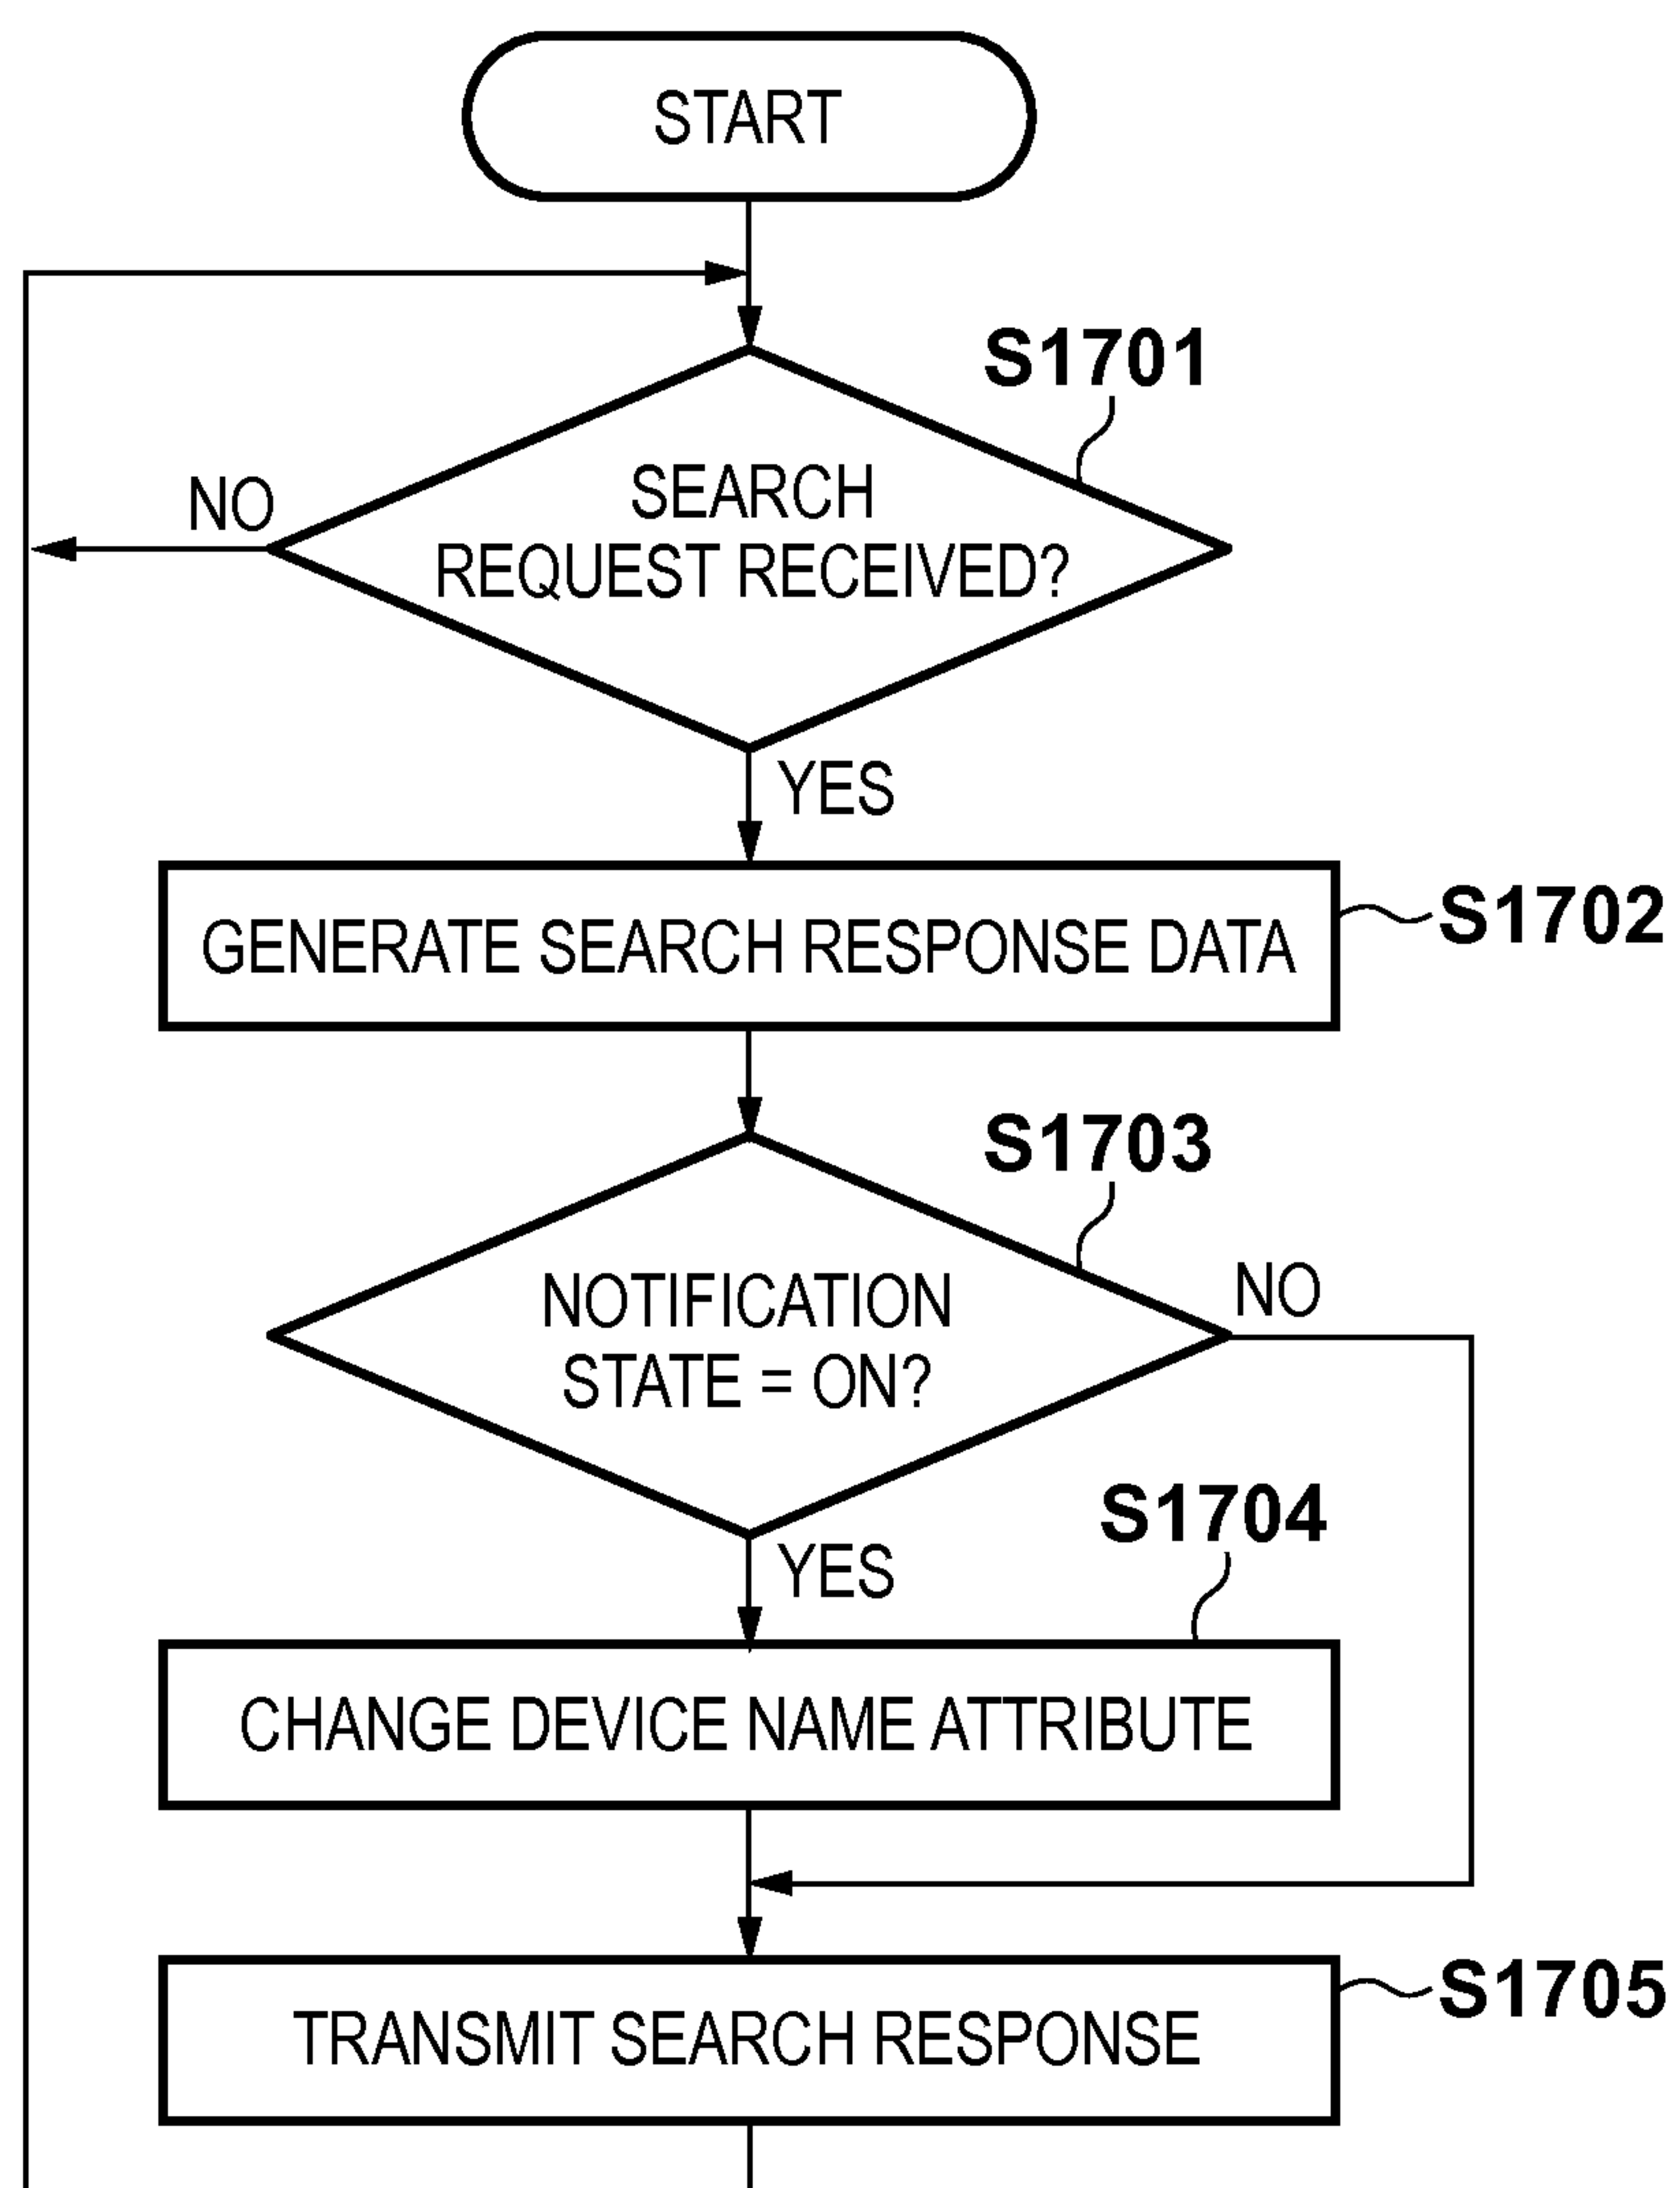 START
S1701
SEARCH
REQUEST RECEIVED?
NO
YES
GENERATE SEARCH RESPONSE DATA
S1702
S1703
NOTIFICATION
STATE = ON?
NO
YES
S1704
CHANGE DEVICE NAME ATTRIBUTE
TRANSMIT SEARCH RESPONSE
S1705